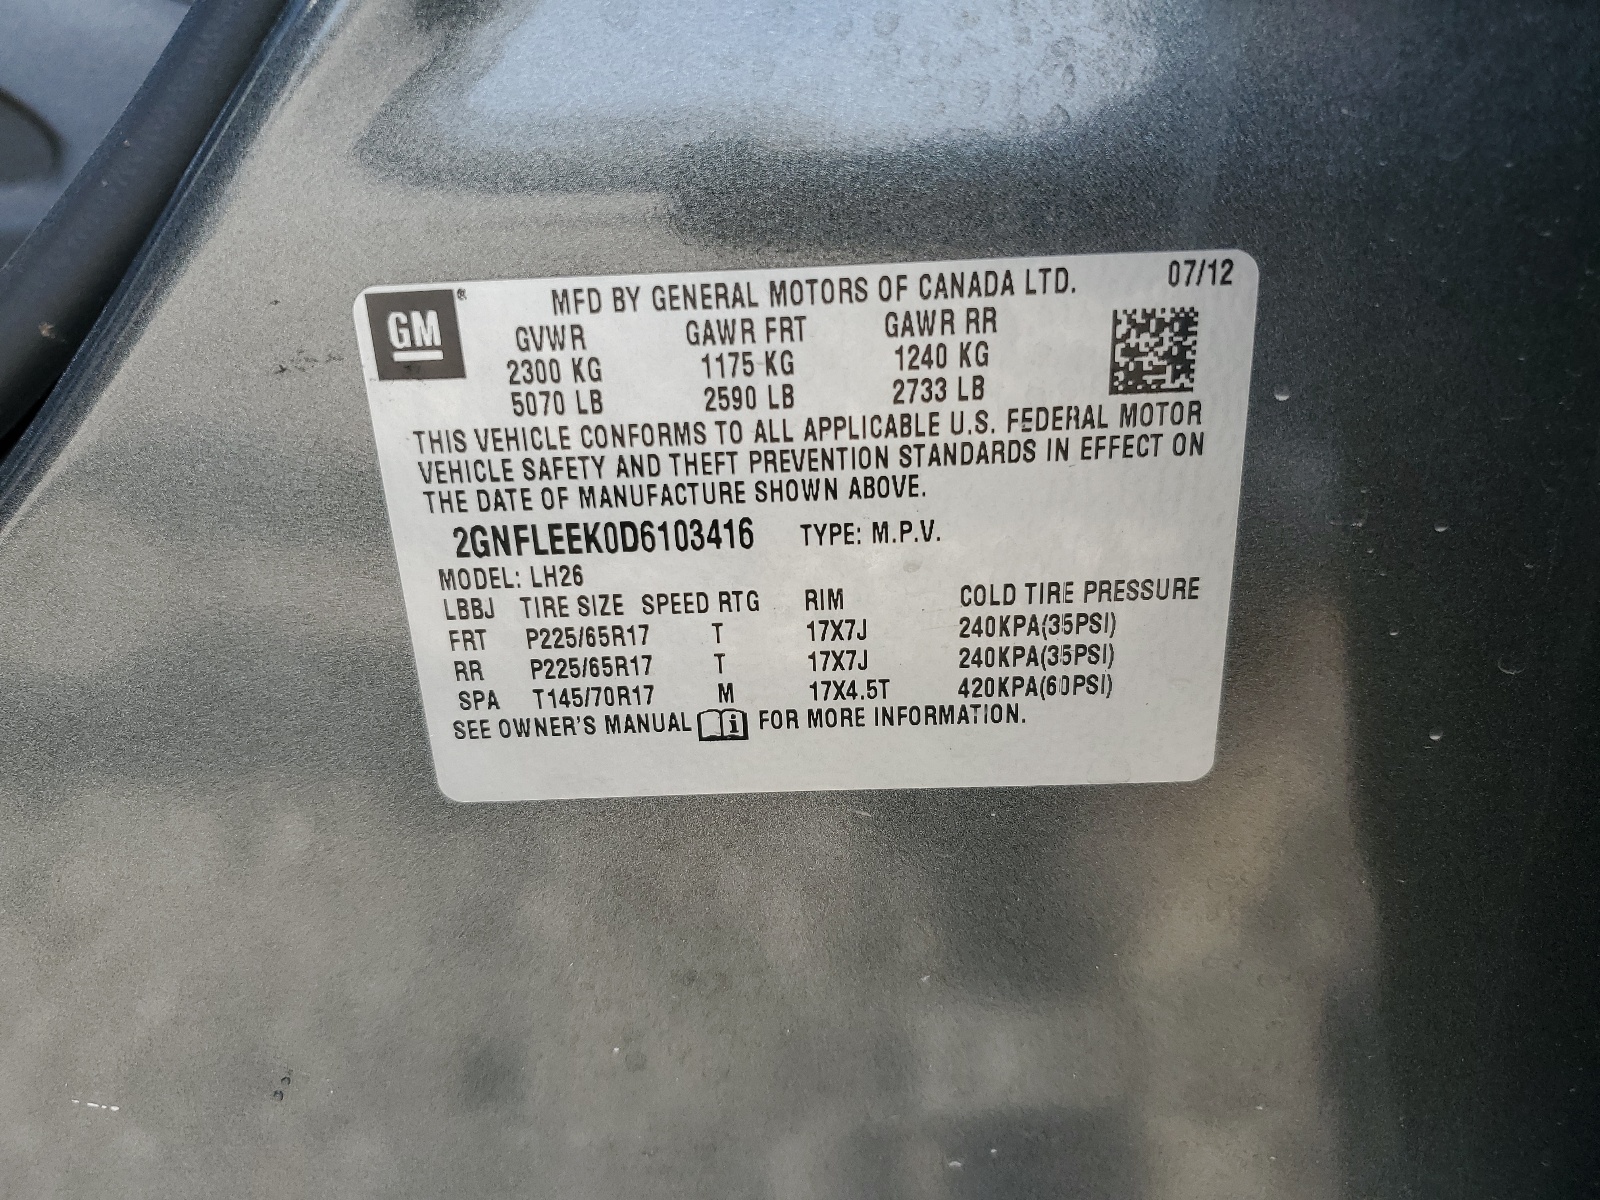 GM ® MFD BY GENERAL MOTORS OF CANADA LTD. 07/12
GVWR GAWR FRT GAWR RR
2300 KG 1175 KG 1240 KG
5070 LB 2590 LB 2733 LB
THIS VEHICLE CONFORMS TO ALL APPLICABLE U.S. FEDERAL MOTOR
VEHICLE SAFETY AND THEFT PREVENTION STANDARDS IN EFFECT ON
THE DATE OF MANUFACTURE SHOWN ABOVE.
2GNFLEEK0D6103416 TYPE: M.P.V.
MODEL: LH26
LBBJ TIRE SIZE SPEED RTG RIM COLD TIRE PRESSURE
FRT P225/65R17 T 17X7J 240KPA(35PSI)
RR P225/65R17 T 17X7J 240KPA(35PSI)
SPA T145/70R17 M 17X4.5T 420KPA(60PSI)
SEE OWNER'S MANUAL i FOR MORE INFORMATION.